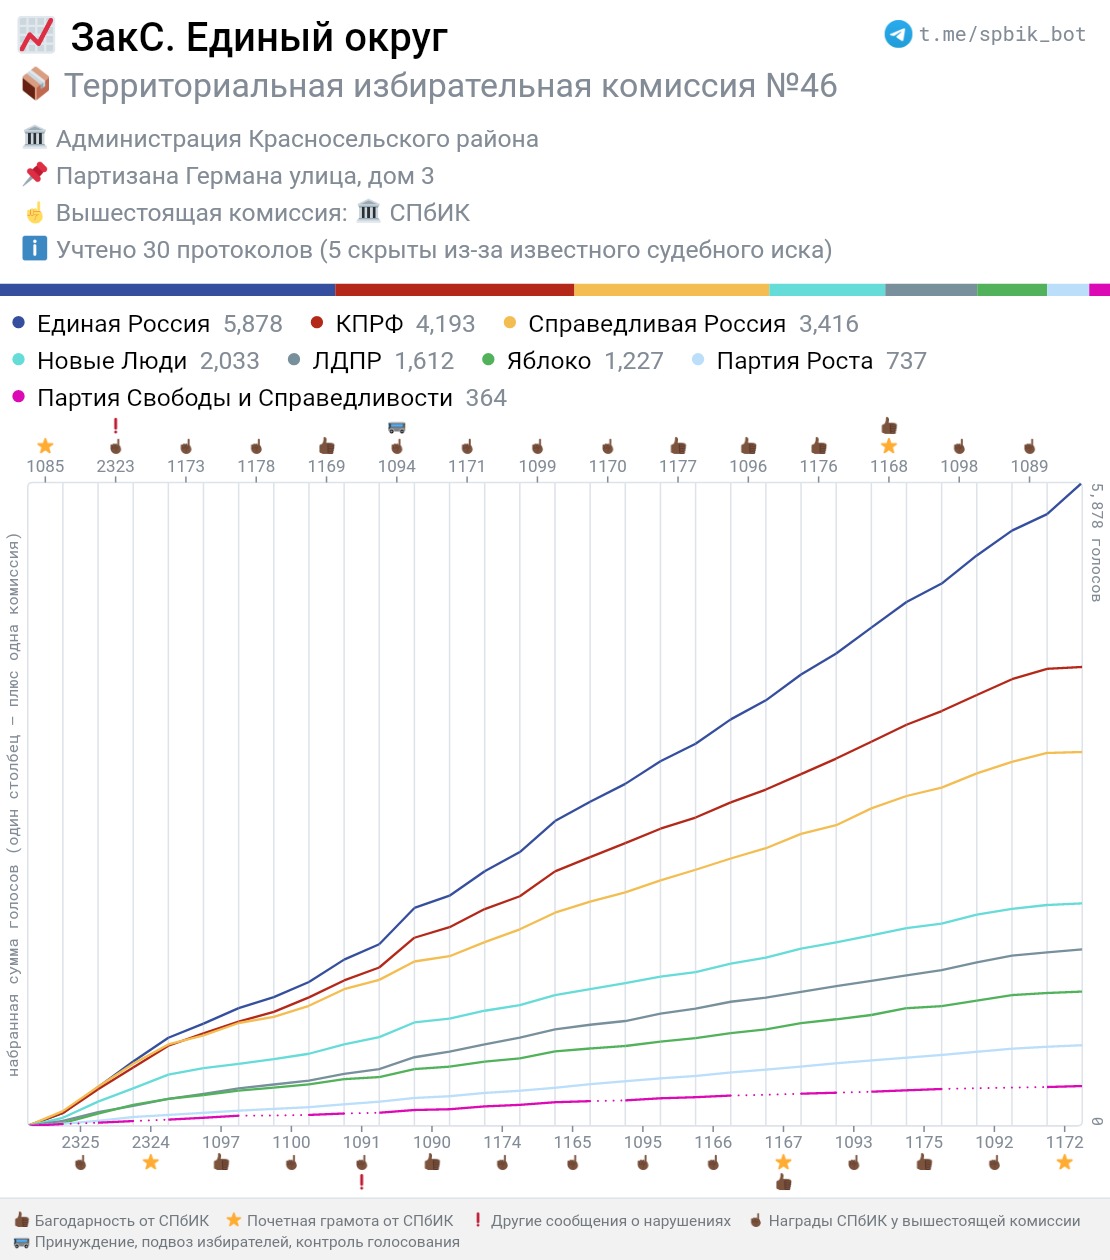 ЗакС. Единый округ
t.me/spbik_bot
Территориальная избирательная комиссия №46
Администрация Красносельского района
Партизана Германа улица, дом 3
Вышестоящая комиссия: СПбИК
Учтено 30 протоколов (5 скрыты из-за известного судебного иска)
Единая Россия 5,878 КПРФ 4,193 Справедливая Россия 3,416
Новые Люди 2,033 ЛДПР 1,612 Яблоко 1,227 Партия Роста 737
Партия Свободы и Справедливости 364
1085 2323 1173 1178 1169 1094 1171 1099 1170 1177 1096 1176 1168 1098 1089
5,878 голосов
набранная сумма голосов (один столбец – плюс одна комиссия)
0
2325 2324 1097 1100 1091 1090 1174 1165 1095 1166 1167 1093 1175 1092 1172
Багодарность от СПбИК Почетная грамота от СПбИК Другие сообщения о нарушениях Награды СПбИК у вышестоящей комиссии
Принуждение, подвоз избирателей, контроль голосования